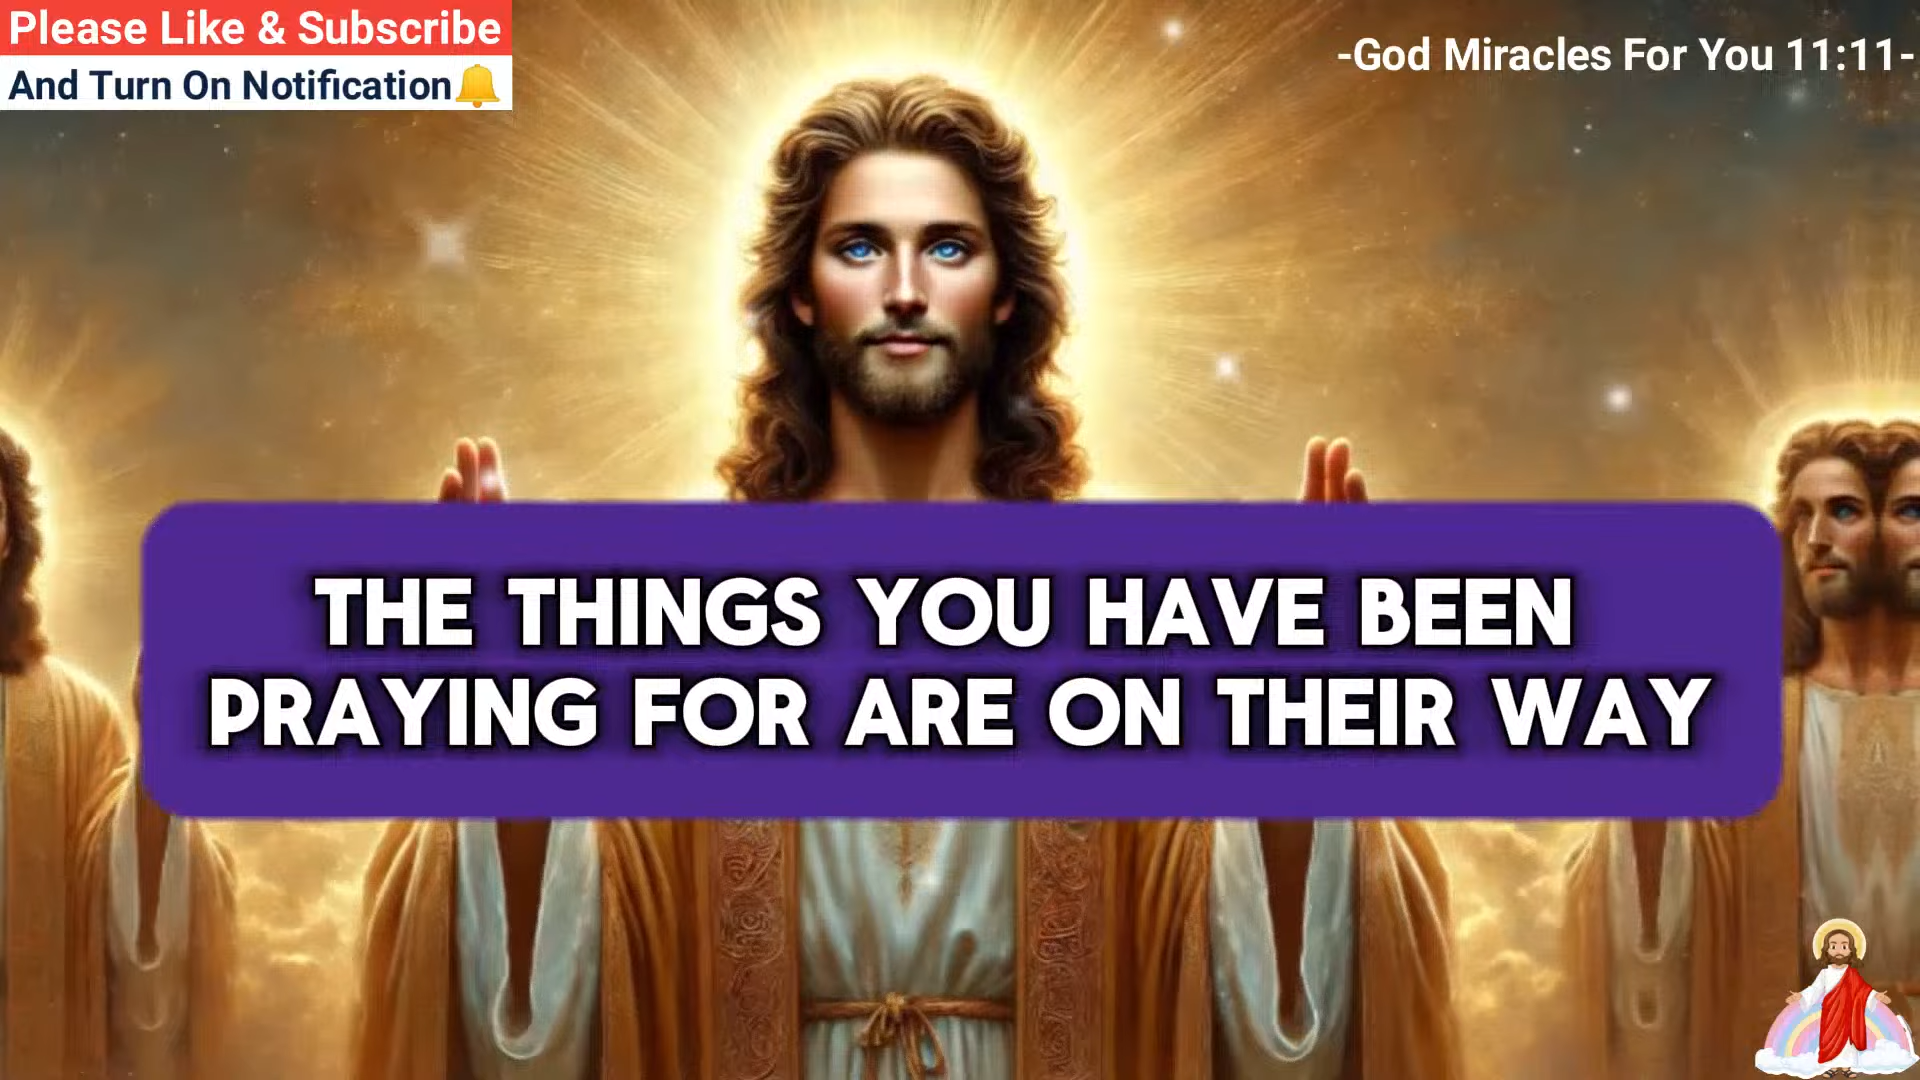 Please Like & Subscribe
And Turn On Notification🔔
-God Miracles For You 11:11-
THE THINGS YOU HAVE BEEN
PRAYING FOR ARE ON THEIR WAY